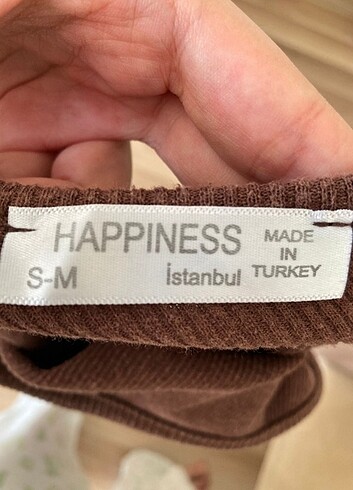 HAPPINESS
S-M
İstanbul
MADE
IN
TURKEY